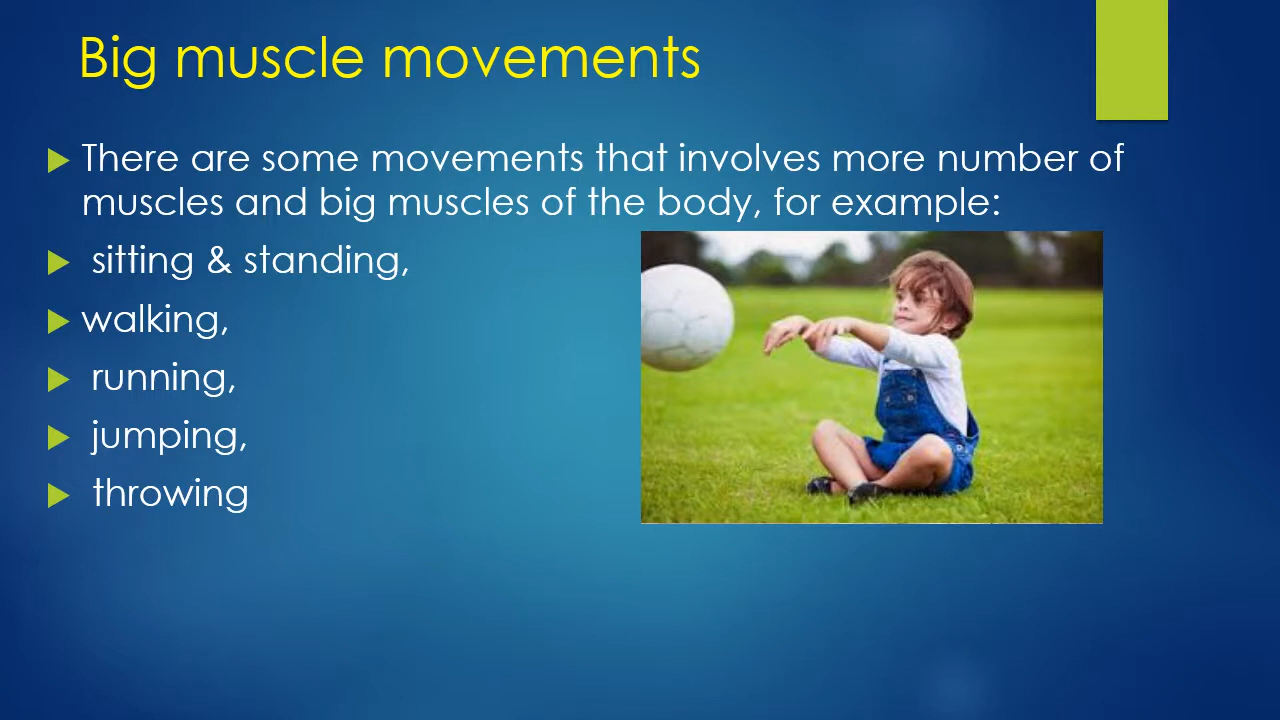 Big muscle movements
There are some movements that involves more number of
muscles and big muscles of the body, for example:
sitting & standing,
walking,
running,
jumping,
throwing